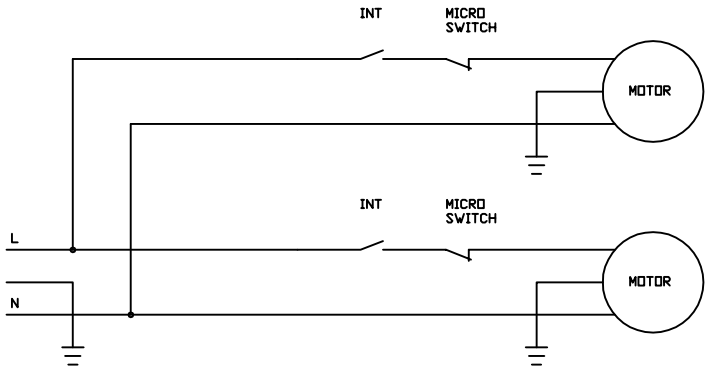 INT
MICRO
SWITCH
MOTOR
INT
MICRO
SWITCH
L
MOTOR
N